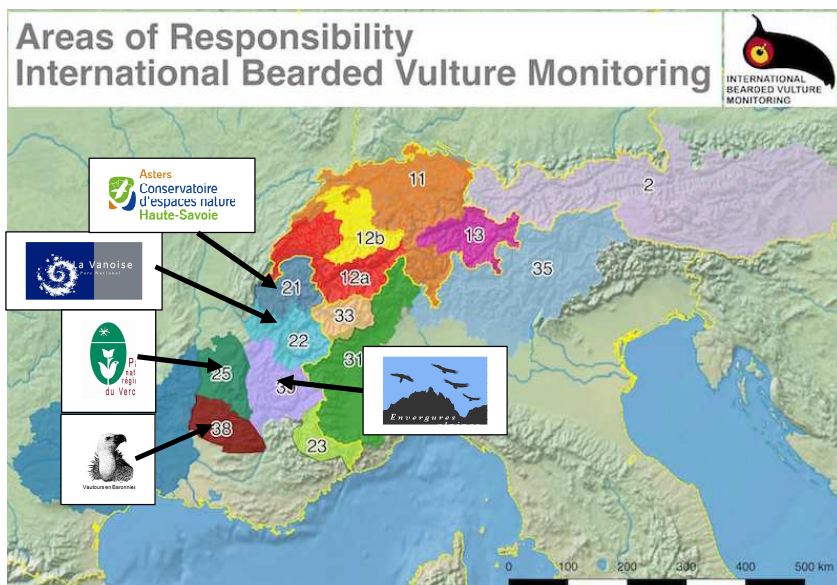 Areas of Responsibility
International Bearded Vulture Monitoring
INTERNATIONAL
BEARDED VULTURE
MONITORING
Asters
Conservatoire
d'espaces nature
Haute-Savoie
11
2
12b
13
La Vanoise
Parc National
12a
35
21
33
22
31
25
Envergures
38
23
Vautours en Baronnies
0 100 200 300 400 500 km